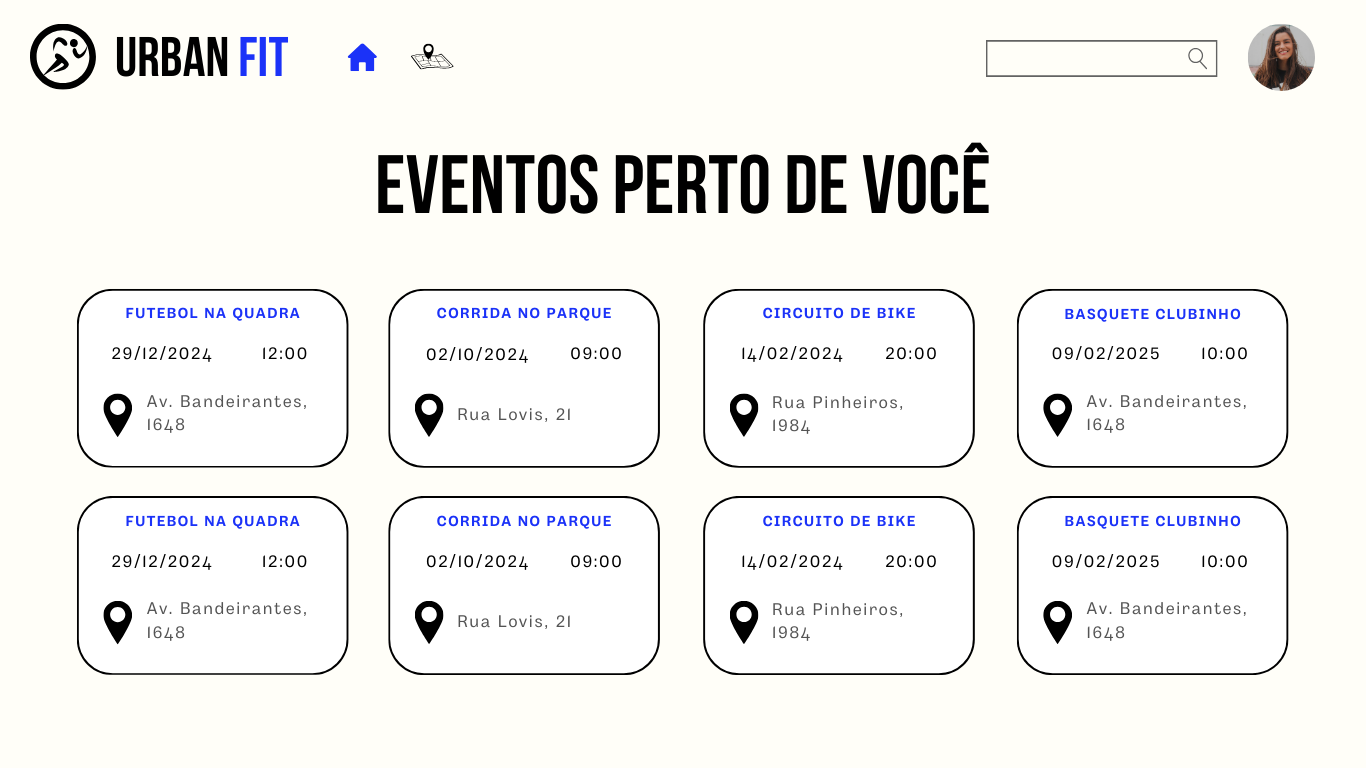 URBAN FIT
EVENTOS PERTO DE VOCÊ
FUTEBOL NA QUADRA
29/12/2024 12:00
Av. Bandeirantes,
1648
CORRIDA NO PARQUE
02/10/2024 09:00
Rua Lovis, 21
CIRCUITO DE BIKE
14/02/2024 20:00
Rua Pinheiros,
1984
BASQUETE CLUBINHO
09/02/2025 10:00
Av. Bandeirantes,
1648
FUTEBOL NA QUADRA
29/12/2024 12:00
Av. Bandeirantes,
1648
CORRIDA NO PARQUE
02/10/2024 09:00
Rua Lovis, 21
CIRCUITO DE BIKE
14/02/2024 20:00
Rua Pinheiros,
1984
BASQUETE CLUBINHO
09/02/2025 10:00
Av. Bandeirantes,
1648